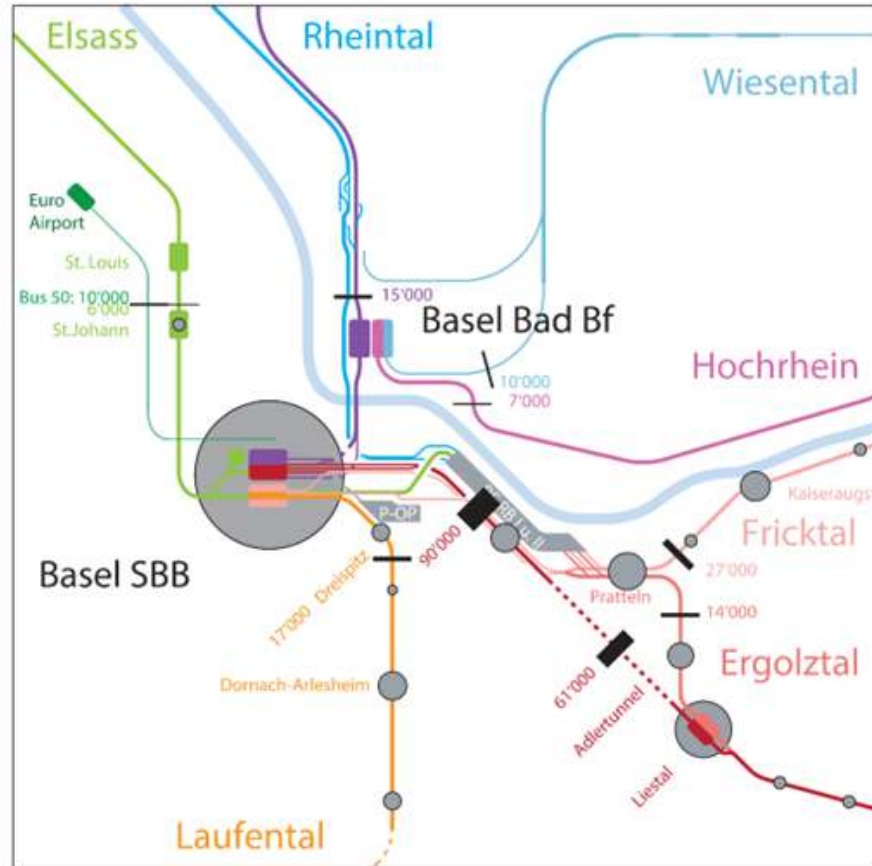 Elsass
Rheintal
Wiesental
Euro
Airport
St. Louis
Bus 50: 10'000
6'000
St.Johann
15'000
Basel Bad Bf
10'000
7'000
Hochrhein
Kaiseraugst
Fricktal
27'000
P-OP
RB I u. II
90'000
Basel SBB
Dreispitz
17'000
Pratteln
14'000
Ergolztal
Dornach-Arlesheim
61'000
Adlertunnel
Liestal
Laufental